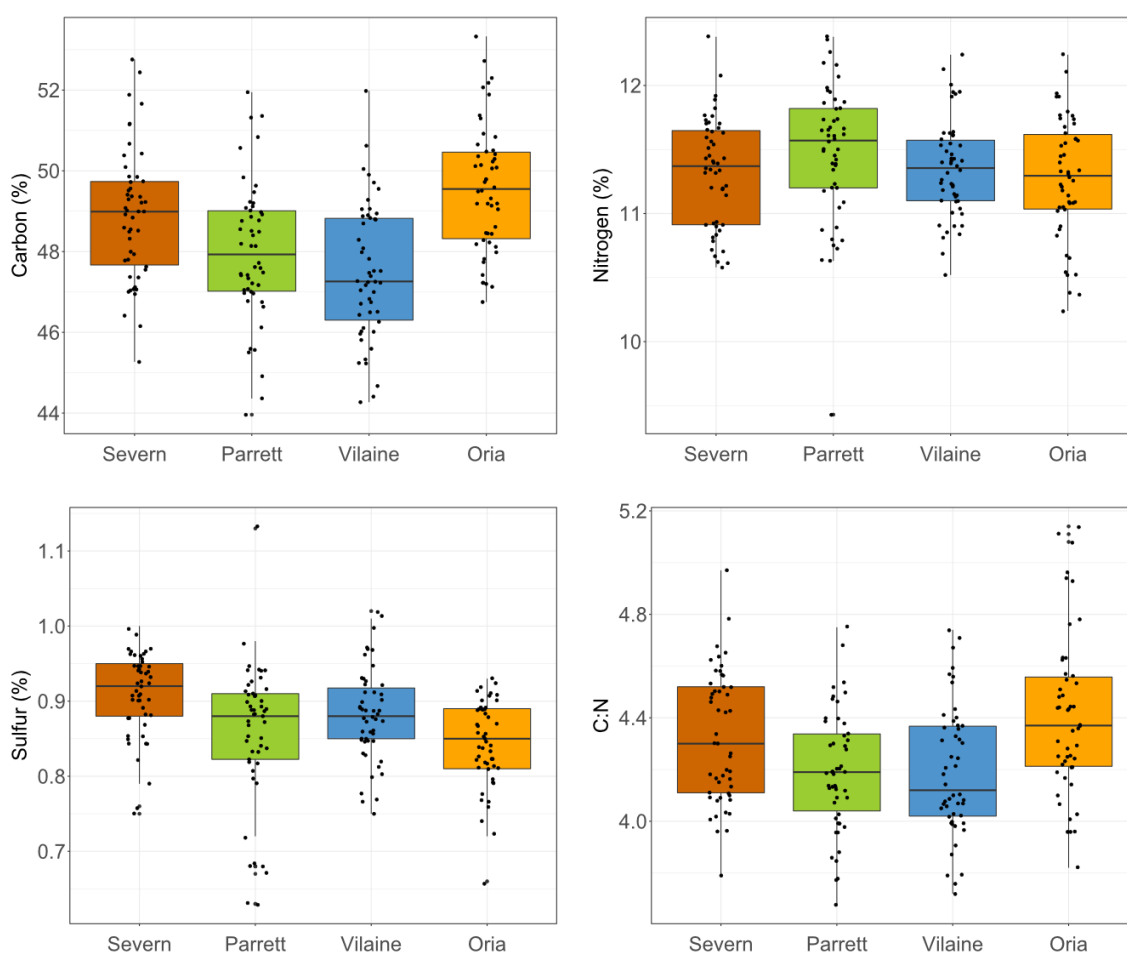 Carbon (%)
52
50
48
46
44
Severn Parrett Vilaine Oria
Nitrogen (%)
12
11
10
Severn Parrett Vilaine Oria
Sulfur (%)
1.1
1.0
0.9
0.8
0.7
Severn Parrett Vilaine Oria
C:N
5.2
4.8
4.4
4.0
Severn Parrett Vilaine Oria